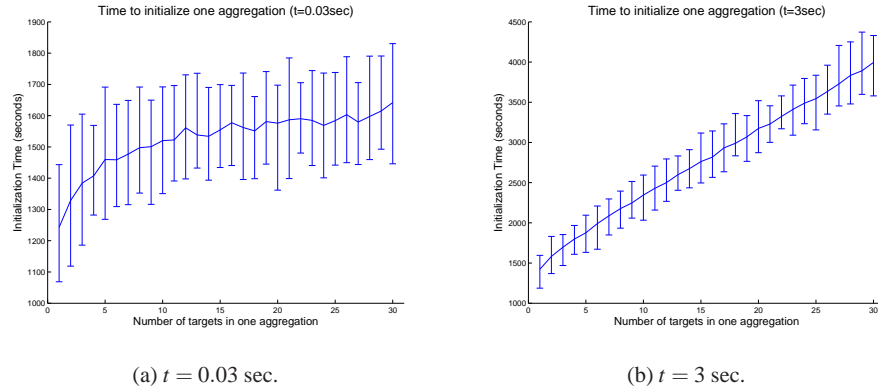 Time to initialize one aggregation (t=0.03sec)
1900
1800
1700
1600
1500
1400
1300
1200
1100
1000
Initialization Time (seconds)
0 5 10 15 20 25 30
Number of targets in one aggregation
(a) t = 0.03 sec.
Time to initialize one aggregation (t=3sec)
4500
4000
3500
3000
2500
2000
1500
1000
Initialization Time (seconds)
0 5 10 15 20 25 30
Number of targets in one aggregation
(b) t = 3 sec.